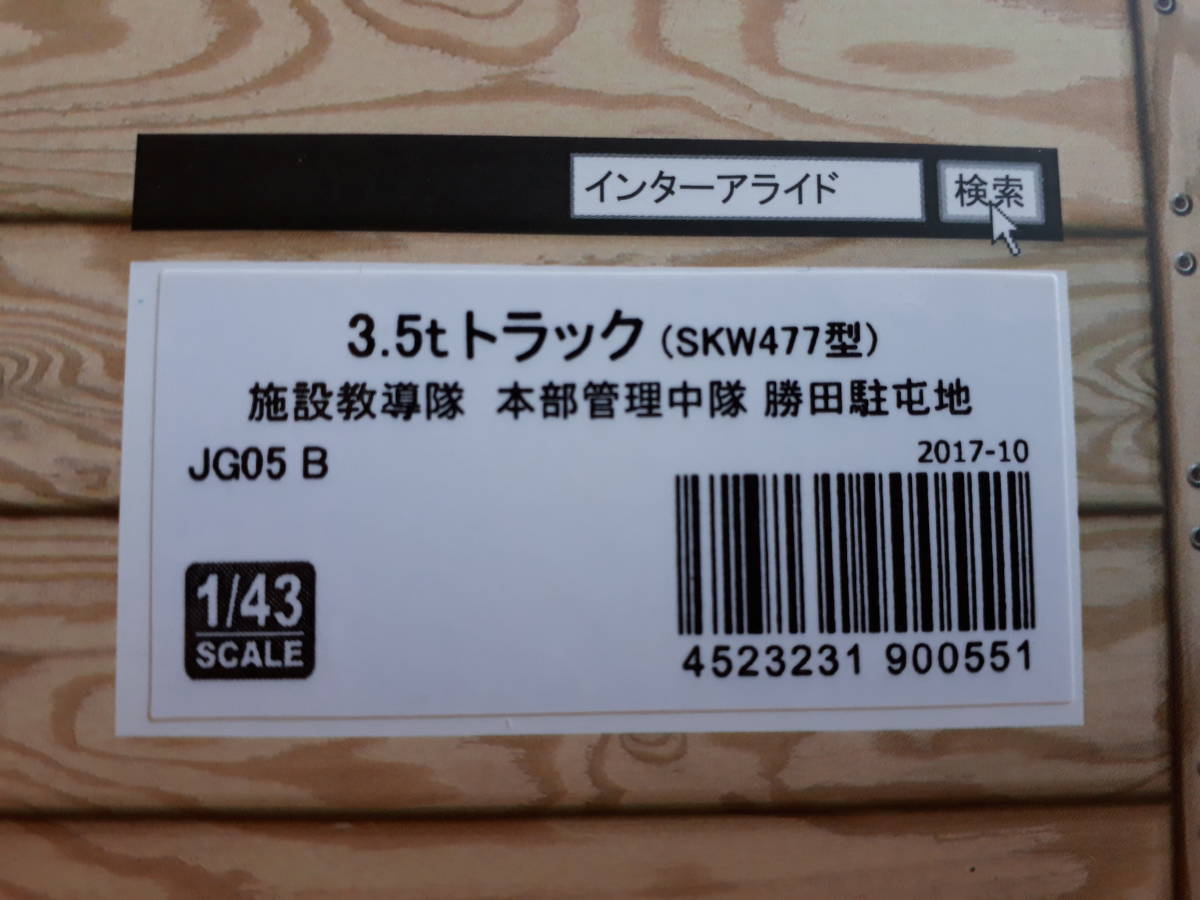 インターアライド 検索
3.5tトラック（SKW477型）
施設教導隊 本部管理中隊 勝田駐屯地
JG05 B
2017-10
1/43
SCALE
4523231 900551